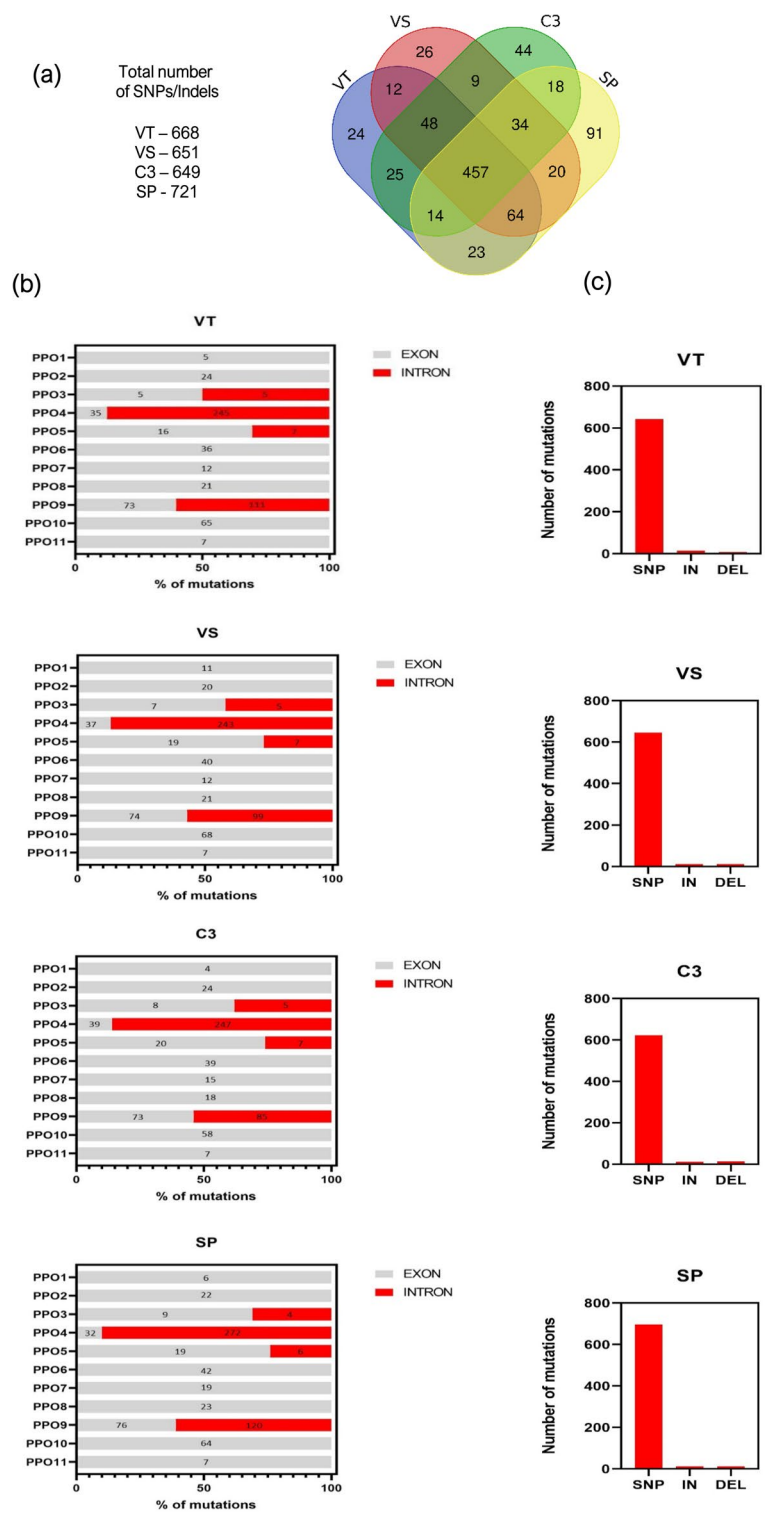 (a)
Total number
of SNPs/Indels
VT – 668
VS – 651
C3 – 649
SP - 721
VS
C3
VT
SP
26
44
12
9
18
24
48
34
91
25
457
20
14
64
23
(b)
VT
PPO1
5
PPO2
24
PPO3
5
5
PPO4
35
245
PPO5
16
7
PPO6
36
PPO7
12
PPO8
21
PPO9
73
111
PPO10
65
PPO11
7
0
50
100
% of mutations
EXON
INTRON
VS
PPO1
11
PPO2
20
PPO3
7
5
PPO4
37
243
PPO5
19
7
PPO6
40
PPO7
12
PPO8
21
PPO9
74
99
PPO10
68
PPO11
7
0
50
100
% of mutations
EXON
INTRON
C3
PPO1
4
PPO2
24
PPO3
8
5
PPO4
39
247
PPO5
20
7
PPO6
39
PPO7
15
PPO8
18
PPO9
73
85
PPO10
58
PPO11
7
0
50
100
% of mutations
EXON
INTRON
SP
PPO1
6
PPO2
22
PPO3
9
4
PPO4
32
272
PPO5
19
6
PPO6
42
PPO7
19
PPO8
23
PPO9
76
120
PPO10
64
PPO11
7
0
50
100
% of mutations
EXON
INTRON
(c)
VT
Number of mutations
800
600
400
200
0
SNP
IN
DEL
VS
Number of mutations
800
600
400
200
0
SNP
IN
DEL
C3
Number of mutations
800
600
400
200
0
SNP
IN
DEL
SP
Number of mutations
800
600
400
200
0
SNP
IN
DEL